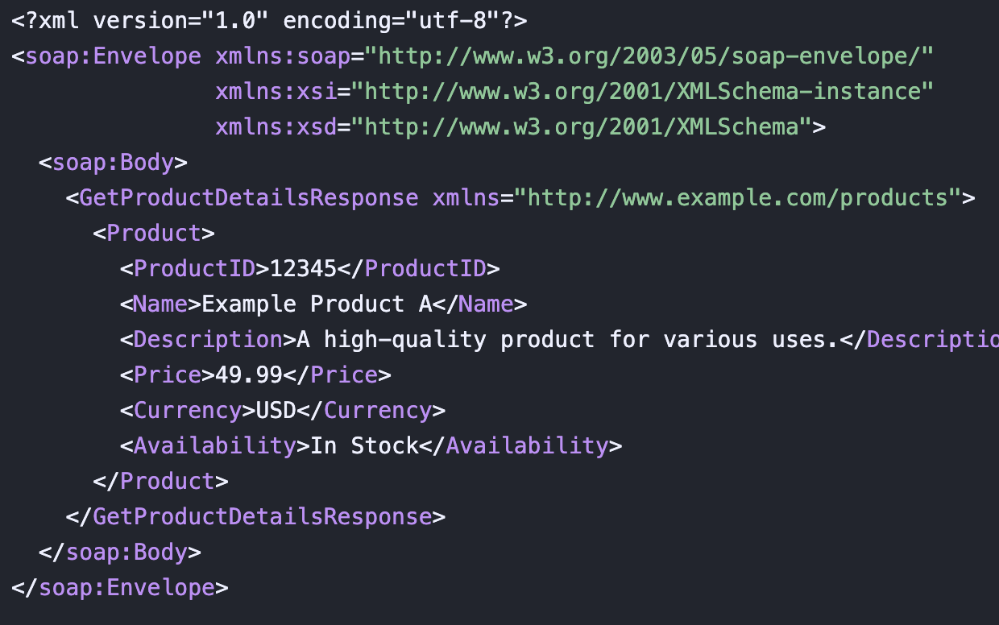 <?xml version="1.0" encoding="utf-8"?>
<soap:Envelope xmlns:soap="http://www.w3.org/2003/05/soap-envelope/"
               xmlns:xsi="http://www.w3.org/2001/XMLSchema-instance"
               xmlns:xsd="http://www.w3.org/2001/XMLSchema">
  <soap:Body>
    <GetProductDetailsResponse xmlns="http://www.example.com/products">
      <Product>
        <ProductID>12345</ProductID>
        <Name>Example Product A</Name>
        <Description>A high-quality product for various uses.</Descriptio
        <Price>49.99</Price>
        <Currency>USD</Currency>
        <Availability>In Stock</Availability>
      </Product>
    </GetProductDetailsResponse>
  </soap:Body>
</soap:Envelope>